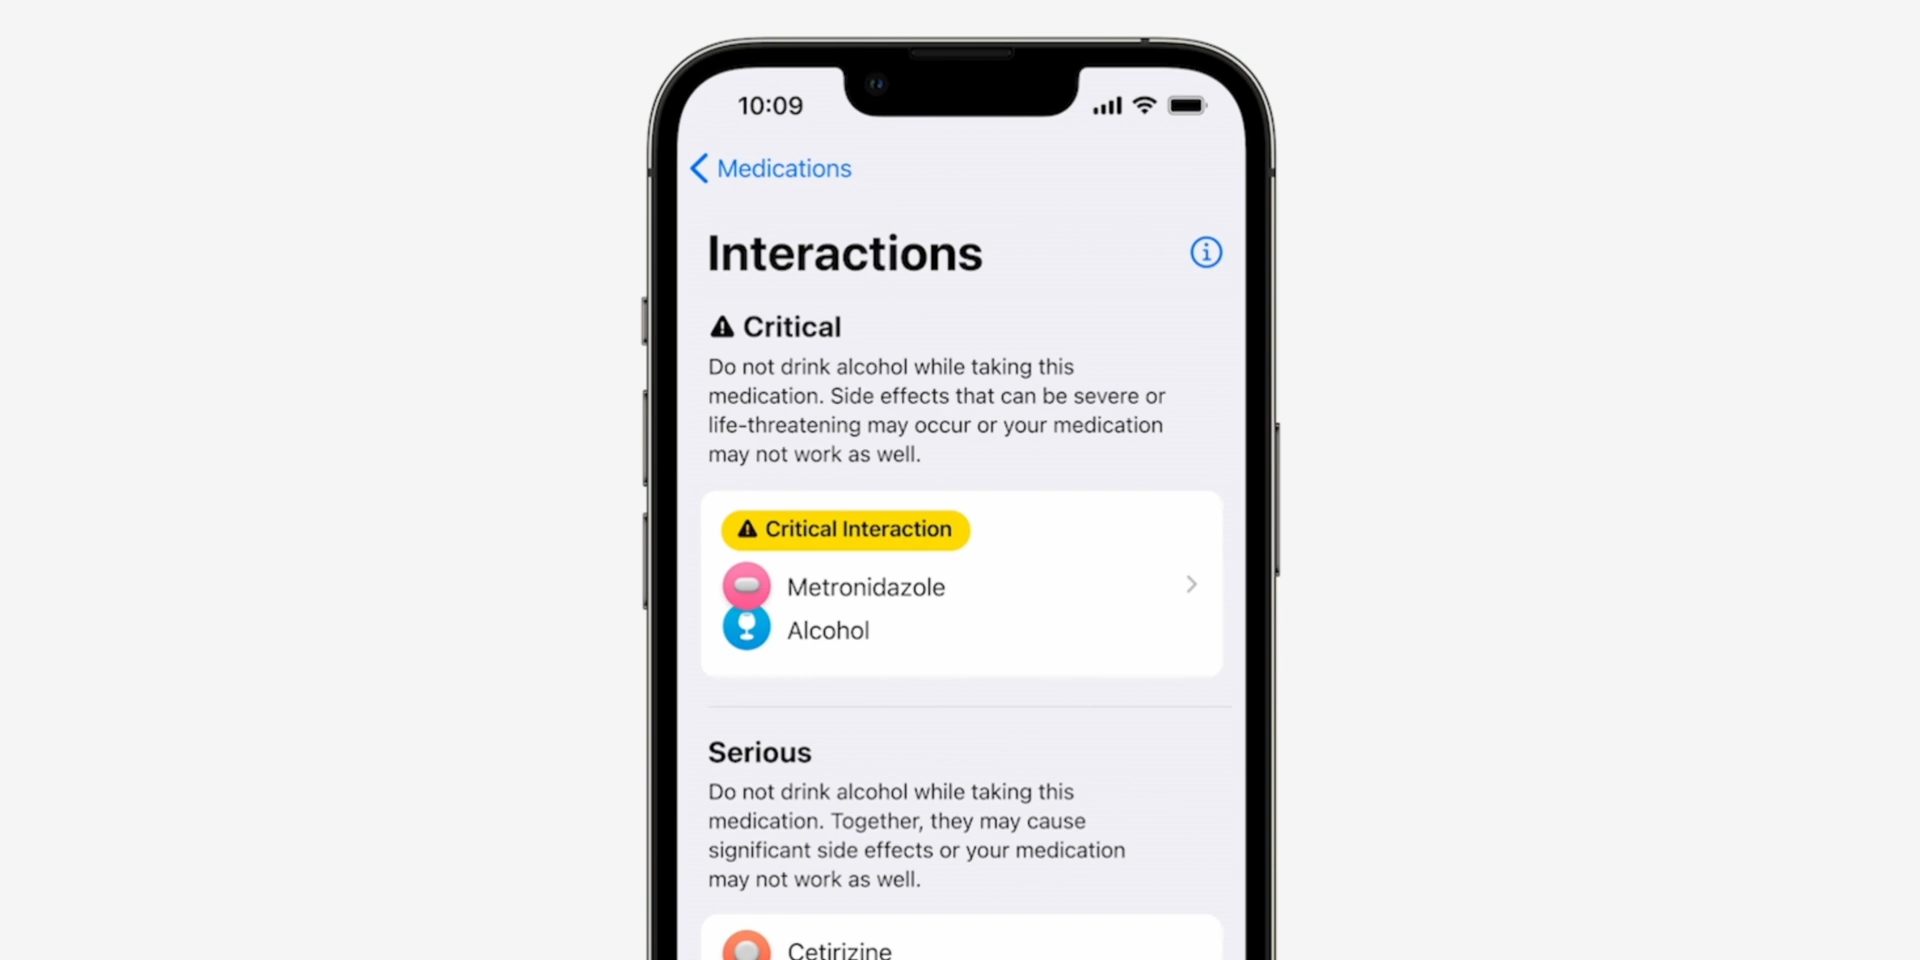 10:09
Medications
Interactions
Critical
Do not drink alcohol while taking this
medication. Side effects that can be severe or
life-threatening may occur or your medication
may not work as well.
Critical Interaction
Metronidazole
Alcohol
Serious
Do not drink alcohol while taking this
medication. Together, they may cause
significant side effects or your medication
may not work as well.
Cetirizine